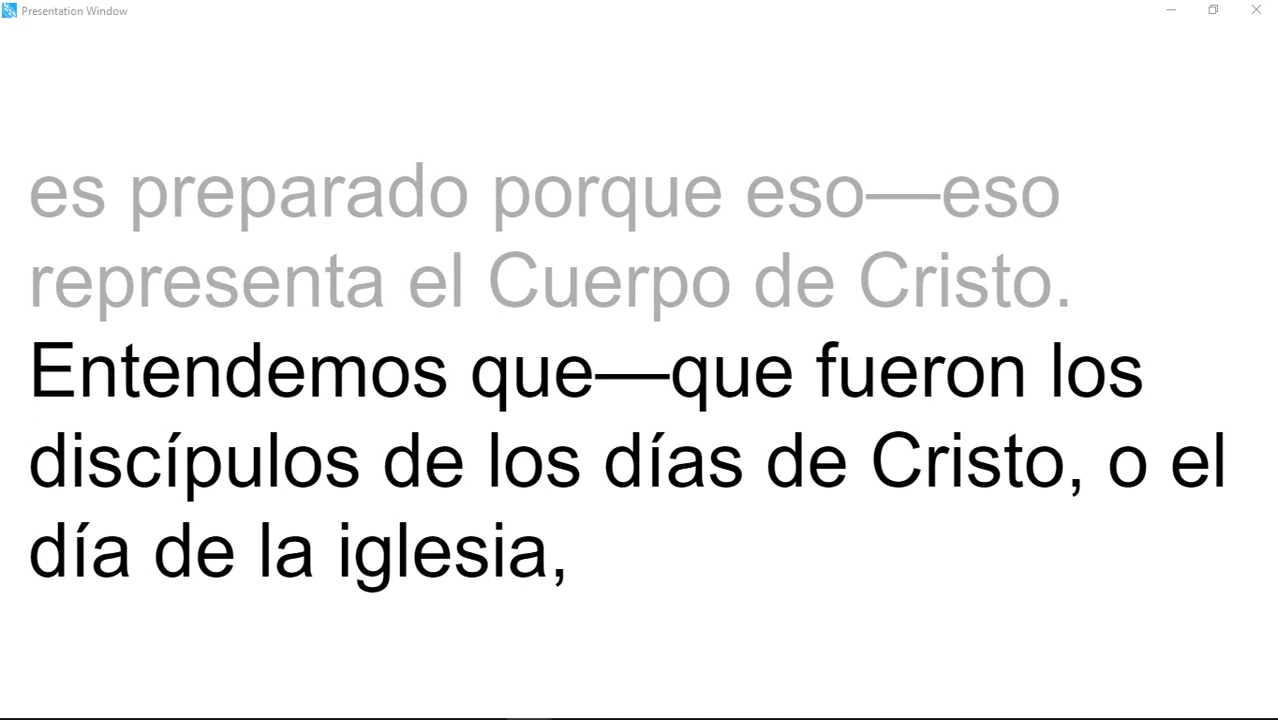 Presentation Window
es preparado porque eso—eso
representa el Cuerpo de Cristo.
Entendemos que—que fueron los
discípulos de los días de Cristo, o el
día de la iglesia,